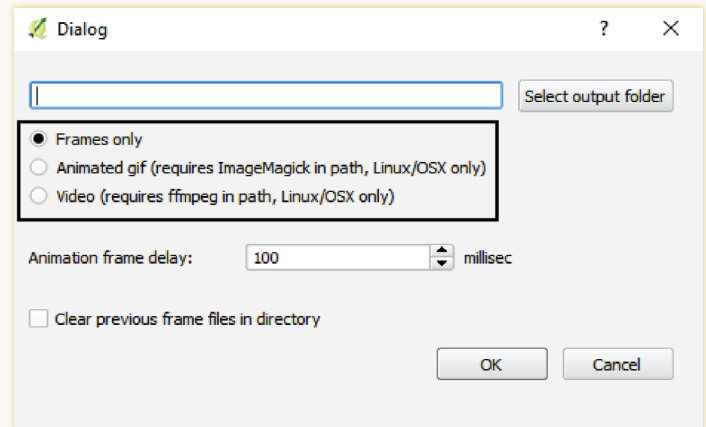 Dialog
?
Select output folder
Frames only
Animated gif (requires ImageMagick in path, Linux/OSX only)
Video (requires ffmpeg in path, Linux/OSX only)
Animation frame delay: 100 millisec
Clear previous frame files in directory
OK Cancel